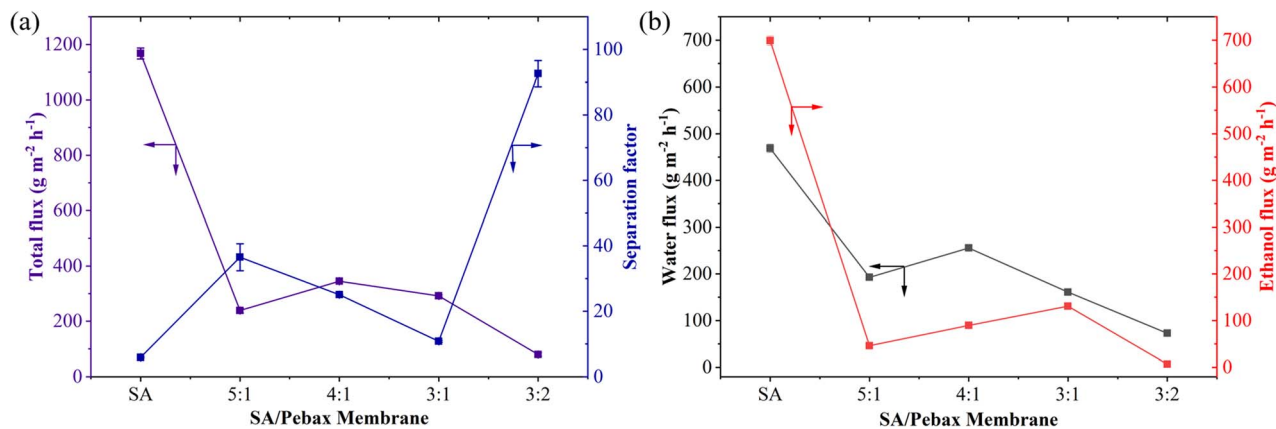 (a)
Total flux (g m⁻² h⁻¹)
1200
1000
800
600
400
200
0
100
80
60
40
20
0
Separation factor
SA 5:1 4:1 3:1 3:2
SA/Pebax Membrane
(b)
Water flux (g m⁻² h⁻¹)
700
600
500
400
300
200
100
0
700
600
500
400
300
200
100
0
Ethanol flux (g m⁻² h⁻¹)
SA 5:1 4:1 3:1 3:2
SA/Pebax Membrane